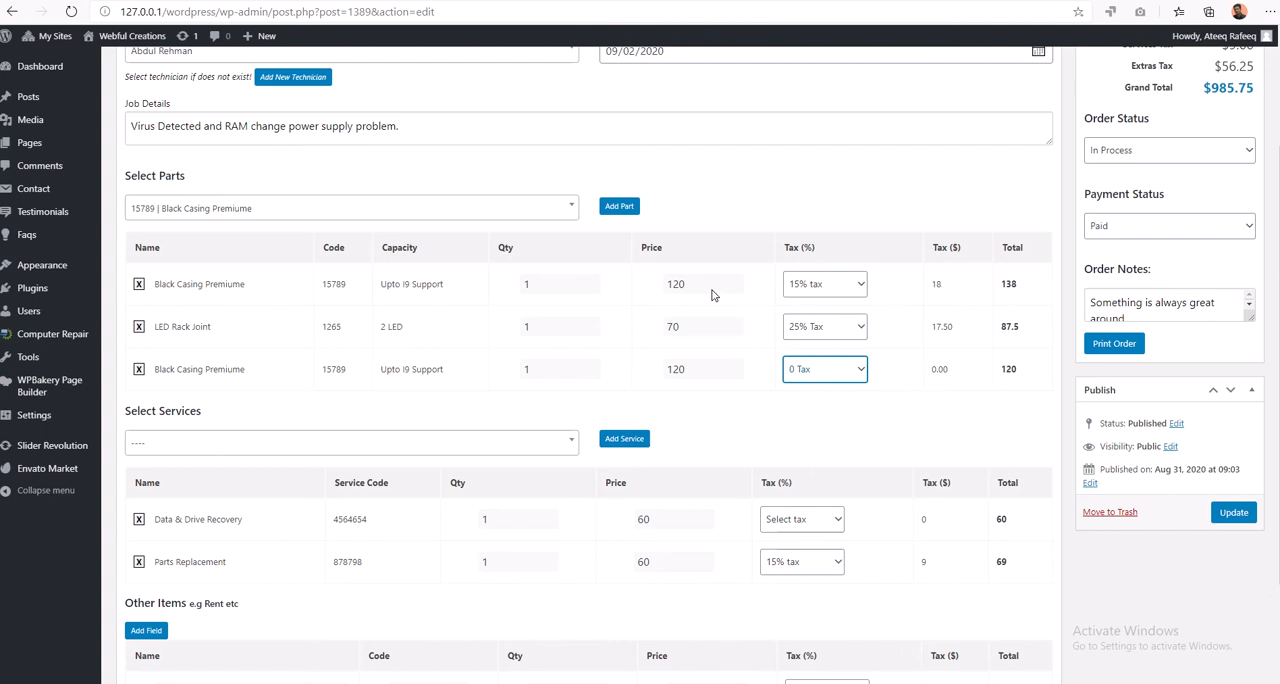 127.0.0.1/wordpress/wp-admin/post.php?post=1389&action=edit
My Sites Webful Creations 1 0 New Howdy, Ateeq Rafeeq
Dashboard
Posts
Media
Pages
Comments
Contact
Testimonials
Faqs
Appearance
Plugins
Users
Computer Repair
Tools
WPBakery Page
Builder
Settings
Slider Revolution
Envato Market
Collapse menu
Abdul Rehman 09/02/2020
Select technician if does not exist! Add New Technician
Job Details
Virus Detected and RAM change power supply problem.
Select Parts
15789 | Black Casing Premiume Add Part
Name Code Capacity Qty Price Tax (%) Tax ($) Total
X Black Casing Premiume 15789 Upto I9 Support 1 120 15% tax 18 138
X LED Rack Joint 1265 2 LED 1 70 25% Tax 17.50 87.5
X Black Casing Premiume 15789 Upto I9 Support 1 120 0 Tax 0.00 120
Select Services
---- Add Service
Name Service Code Qty Price Tax (%) Tax ($) Total
X Data & Drive Recovery 4564654 1 60 Select tax 0 60
X Parts Replacement 878798 1 60 15% tax 9 69
Other Items e.g Rent etc
Add Field
Name Code Qty Price Tax (%) Tax ($) Total
Extras Tax $56.25
Grand Total $985.75
Order Status
In Process
Payment Status
Paid
Order Notes:
Something is always great
around
Print Order
Publish
Status: Published Edit
Visibility: Public Edit
Published on: Aug 31, 2020 at 09:03
Edit
Move to Trash Update
Activate Windows
Go to Settings to activate Windows.